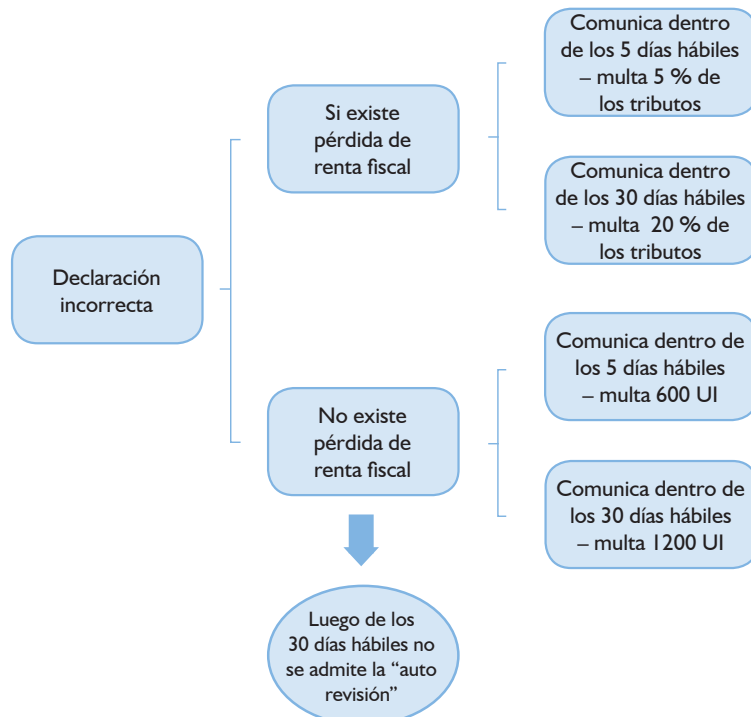 Comunica dentro
de los 5 días hábiles
– multa 5 % de
los tributos
Si existe
pérdida de
renta fiscal
Comunica dentro
de los 30 días hábiles
– multa 20 % de
los tributos
Declaración
incorrecta
Comunica dentro de
los 5 días hábiles
– multa 600 UI
No existe
pérdida de
renta fiscal
Comunica dentro de
los 30 días hábiles
– multa 1200 UI
Luego de los
30 días hábiles no
se admite la “auto
revisión”